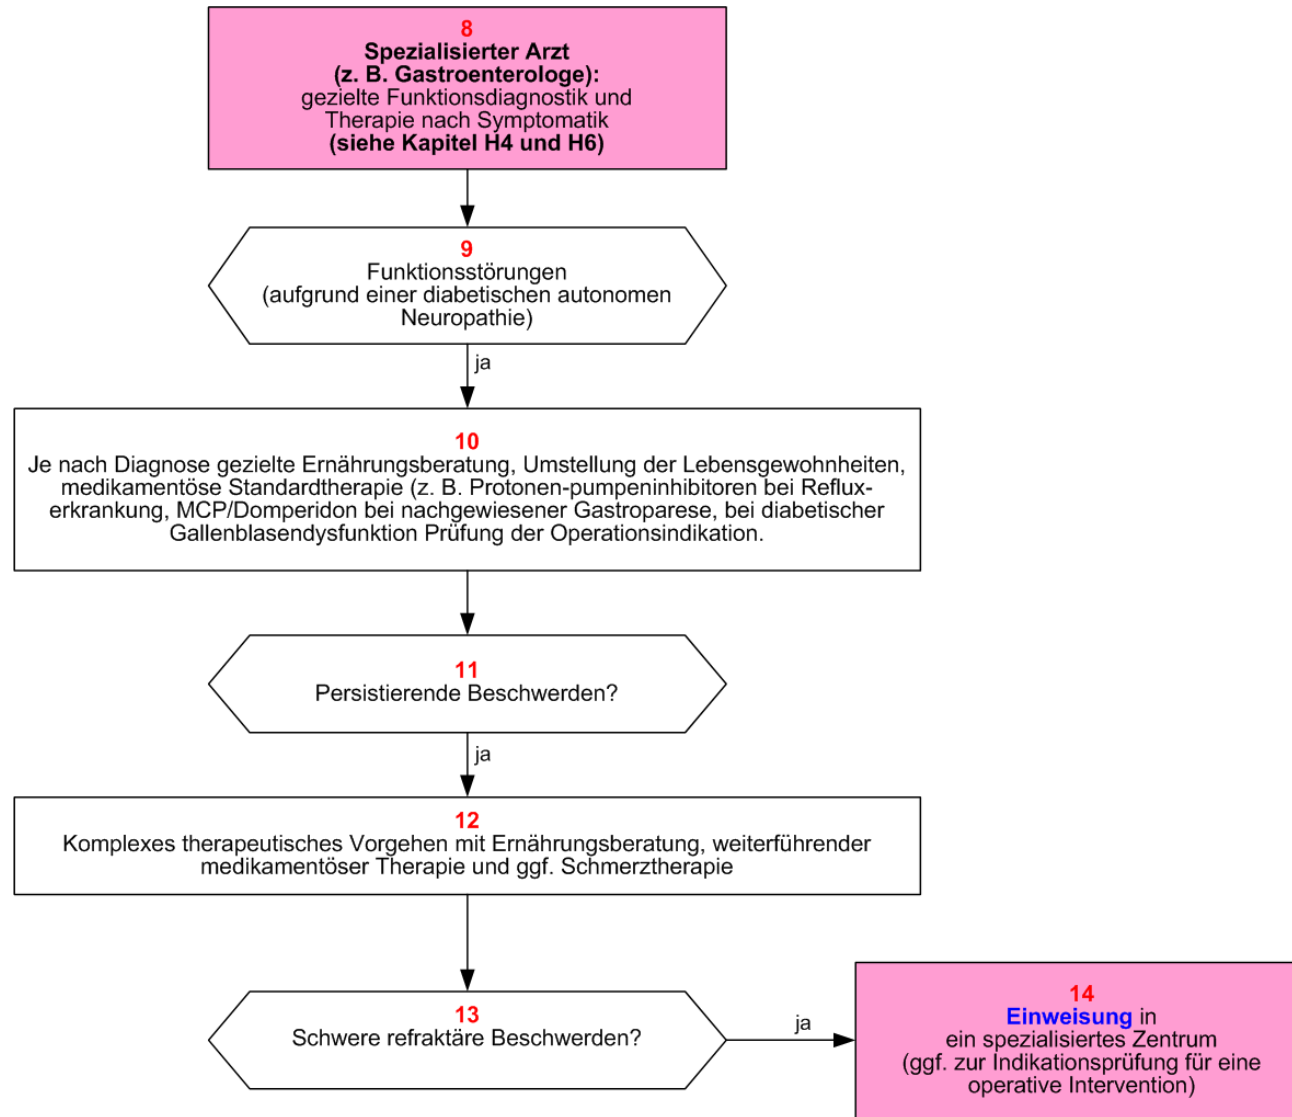 8
Spezialisierter Arzt
(z. B. Gastroenterologe):
gezielte Funktionsdiagnostik und
Therapie nach Symptomatik
(siehe Kapitel H4 und H6)
9
Funktionsstörungen
(aufgrund einer diabetischen autonomen
Neuropathie)
ja
10
Je nach Diagnose gezielte Ernährungsberatung, Umstellung der Lebensgewohnheiten,
medikamentöse Standardtherapie (z. B. Protonen-pumpeninhibitoren bei Reflux-
erkrankung, MCP/Domperidon bei nachgewiesener Gastroparese, bei diabetischer
Gallenblasendysfunktion Prüfung der Operationsindikation.
11
Persistierende Beschwerden?
ja
12
Komplexes therapeutisches Vorgehen mit Ernährungsberatung, weiterführender
medikamentöser Therapie und ggf. Schmerztherapie
13
Schwere refraktäre Beschwerden?
ja
14
Einweisung in
ein spezialisiertes Zentrum
(ggf. zur Indikationsprüfung für eine
operative Intervention)